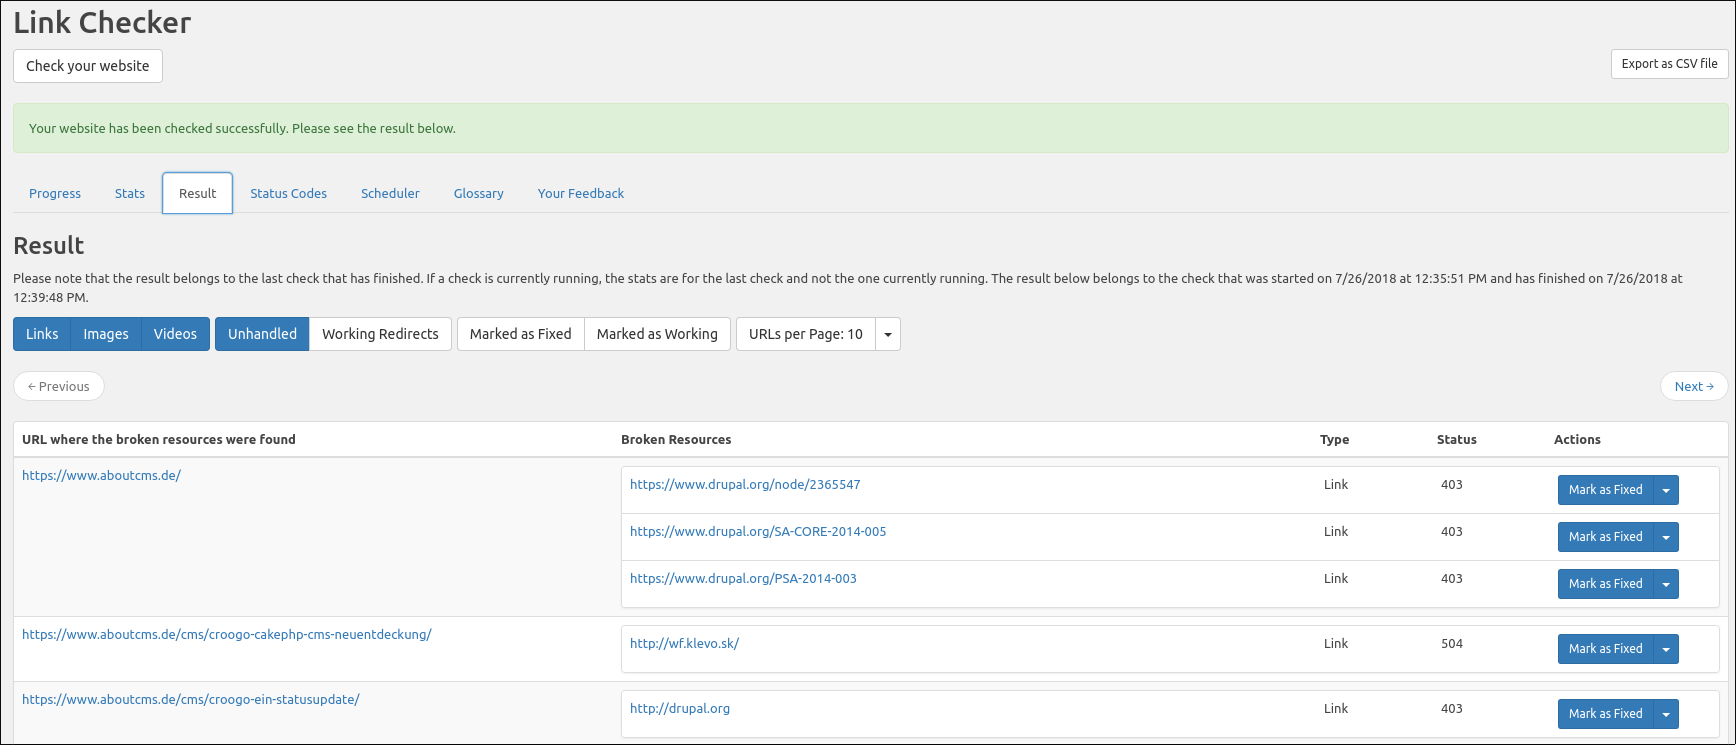 Link Checker
Check your website
Export as CSV file
Your website has been checked successfully. Please see the result below.
Progress Stats Result Status Codes Scheduler Glossary Your Feedback
Result
Please note that the result belongs to the last check that has finished. If a check is currently running, the stats are for the last check and not the one currently running. The result below belongs to the check that was started on 7/26/2018 at 12:35:51 PM and has finished on 7/26/2018 at
12:39:48 PM.
Links Images Videos Unhandled Working Redirects Marked as Fixed Marked as Working URLs per Page: 10
← Previous
Next →
URL where the broken resources were found Broken Resources Type Status Actions
https://www.aboutcms.de/
https://www.drupal.org/node/2365547 Link 403 Mark as Fixed
https://www.drupal.org/SA-CORE-2014-005 Link 403 Mark as Fixed
https://www.drupal.org/PSA-2014-003 Link 403 Mark as Fixed
https://www.aboutcms.de/cms/croogo-cakephp-cms-neuentdeckung/
http://wf.klevo.sk/ Link 504 Mark as Fixed
https://www.aboutcms.de/cms/croogo-ein-statusupdate/
http://drupal.org Link 403 Mark as Fixed